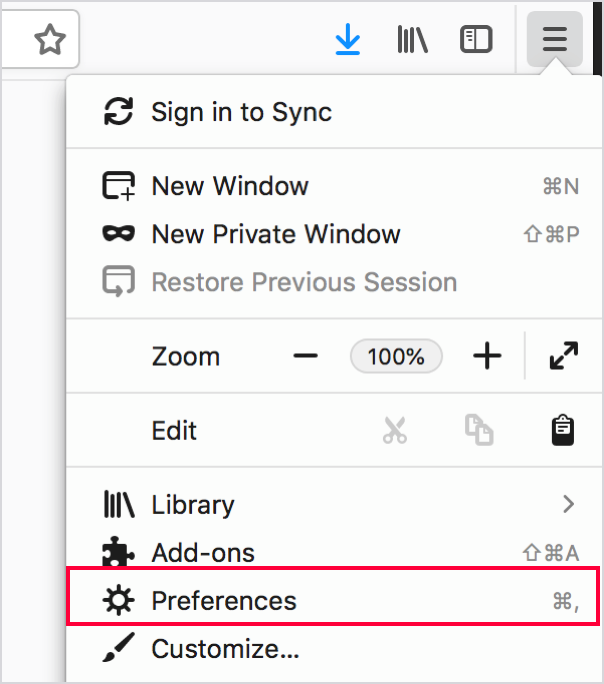 Sign in to Sync
New Window ⌘N
New Private Window ⇧⌘P
Restore Previous Session
Zoom − 100% +
Edit
Library
Add-ons ⇧⌘A
Preferences ⌘,
Customize...